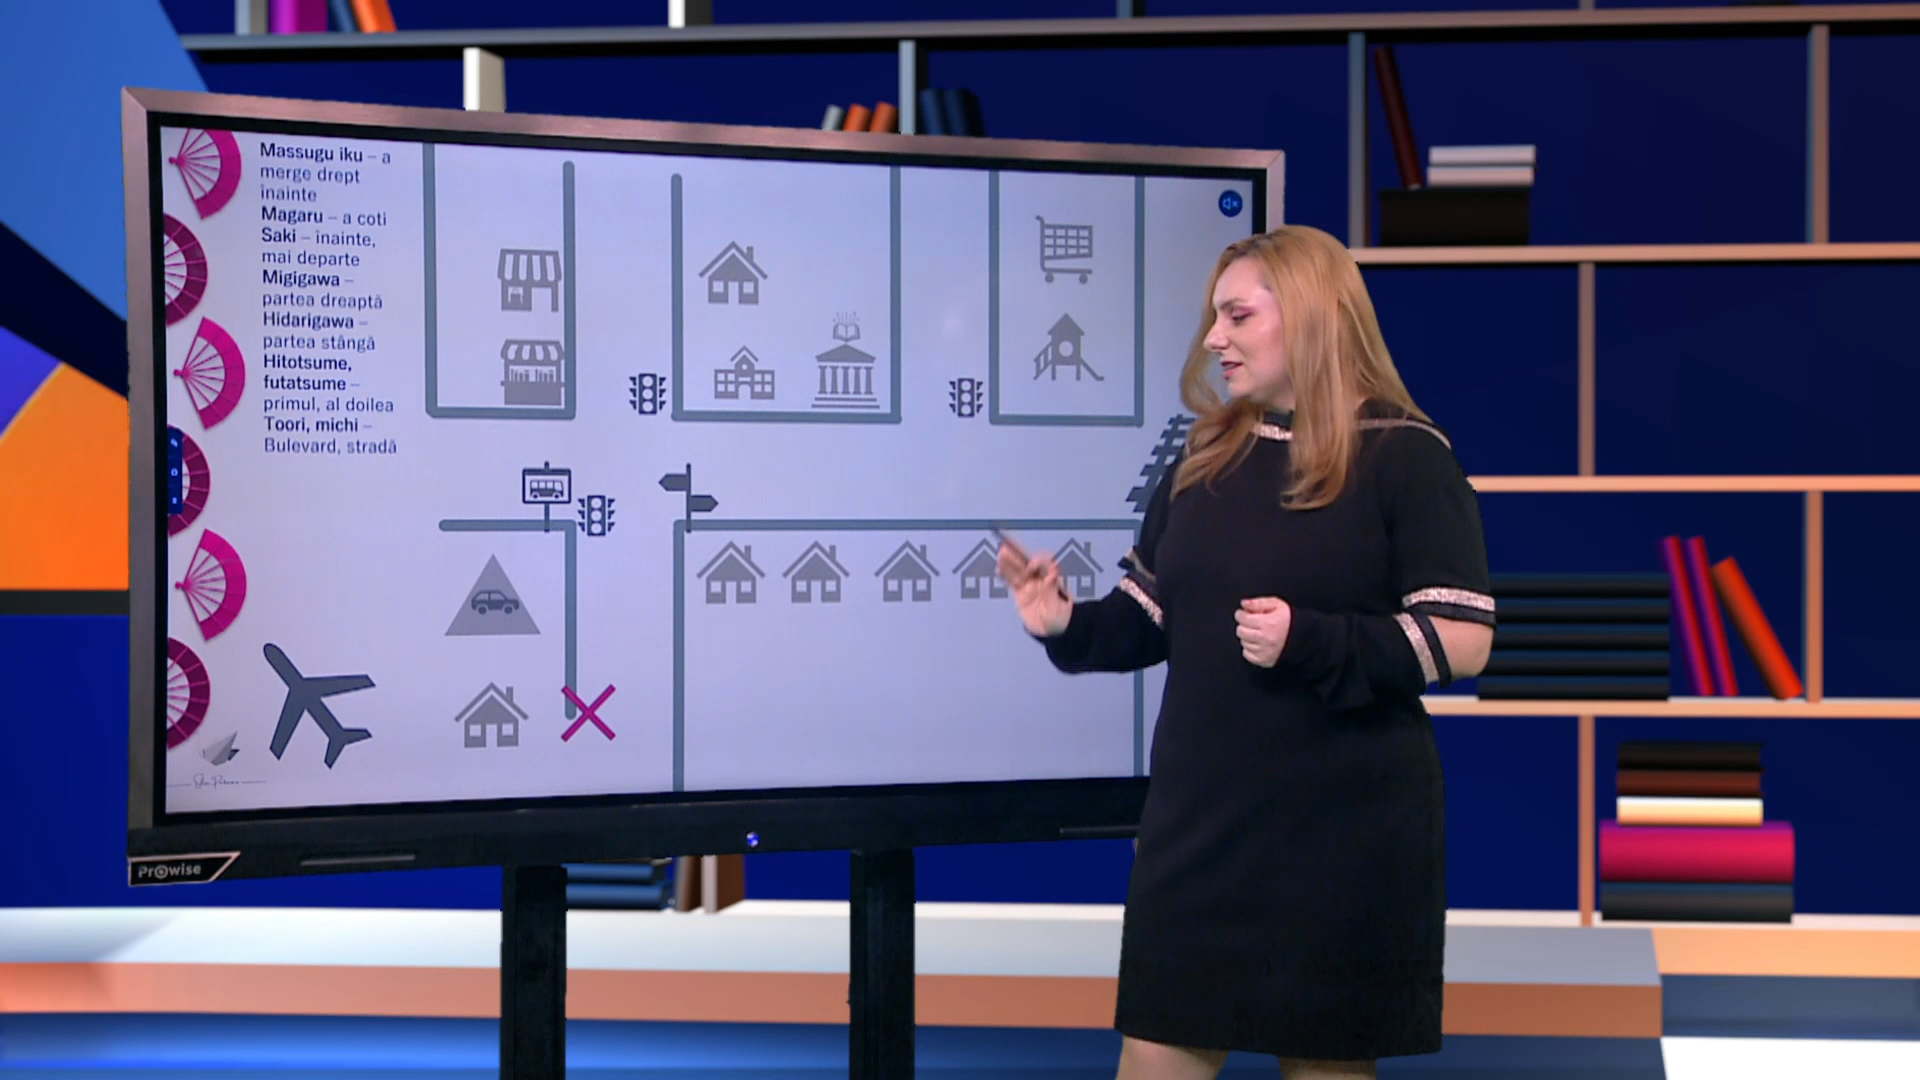 Massugu iku – a
merge drept
înainte
Magaru – a coti
Saki – înainte,
mai departe
Migigawa –
partea dreaptă
Hidarigawa –
partea stângă
Hitotsume,
futatsume –
primul, al doilea
Toori, michi –
Bulevard, stradă
Prowise